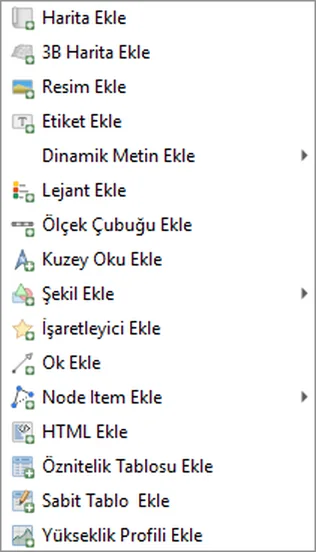 Harita Ekle
3B Harita Ekle
Resim Ekle
Etiket Ekle
Dinamik Metin Ekle
Lejant Ekle
Ölçek Çubuğu Ekle
Kuzey Oku Ekle
Şekil Ekle
İşaretleyici Ekle
Ok Ekle
Node Item Ekle
HTML Ekle
Öznitelik Tablosu Ekle
Sabit Tablo  Ekle
Yükseklik Profili Ekle